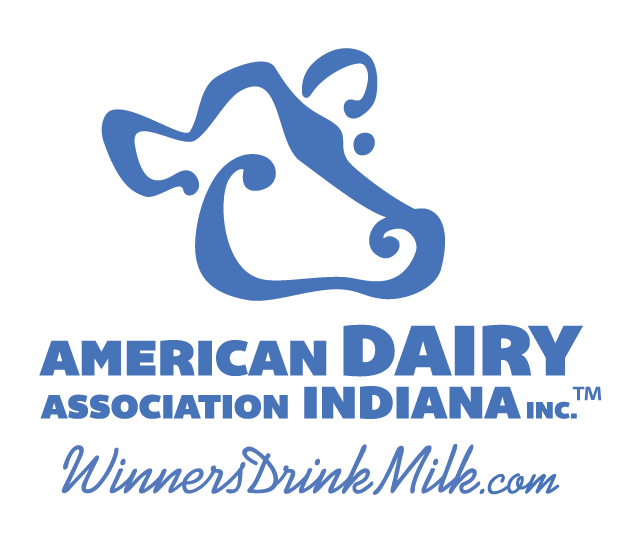 AMERICAN DAIRY
ASSOCIATION INDIANA INC.™
WinnersDrinkMilk.com